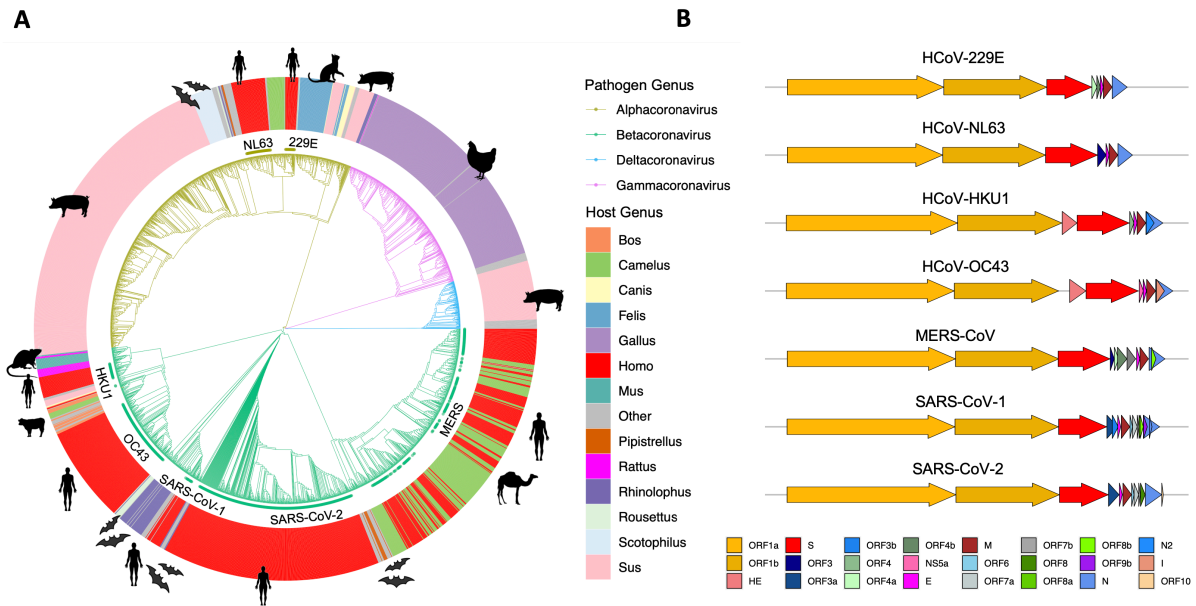 A
NL63
229E
HKU1
OC43
SARS-CoV-1
SARS-CoV-2
MERS
Pathogen Genus
Alphacoronavirus
Betacoronavirus
Deltacoronavirus
Gammacoronavirus
Host Genus
Bos
Camelus
Canis
Felis
Gallus
Homo
Mus
Other
Pipistrellus
Rattus
Rhinolophus
Rousettus
Scotophilus
Sus
B
HCoV-229E
HCoV-NL63
HCoV-HKU1
HCoV-OC43
MERS-CoV
SARS-CoV-1
SARS-CoV-2
ORF1a S ORF3b ORF4b M ORF7b ORF8b N2
ORF1b ORF3 ORF4 NS5a ORF6 ORF8 ORF9b I
HE ORF3a ORF4a E ORF7a ORF8a N ORF10